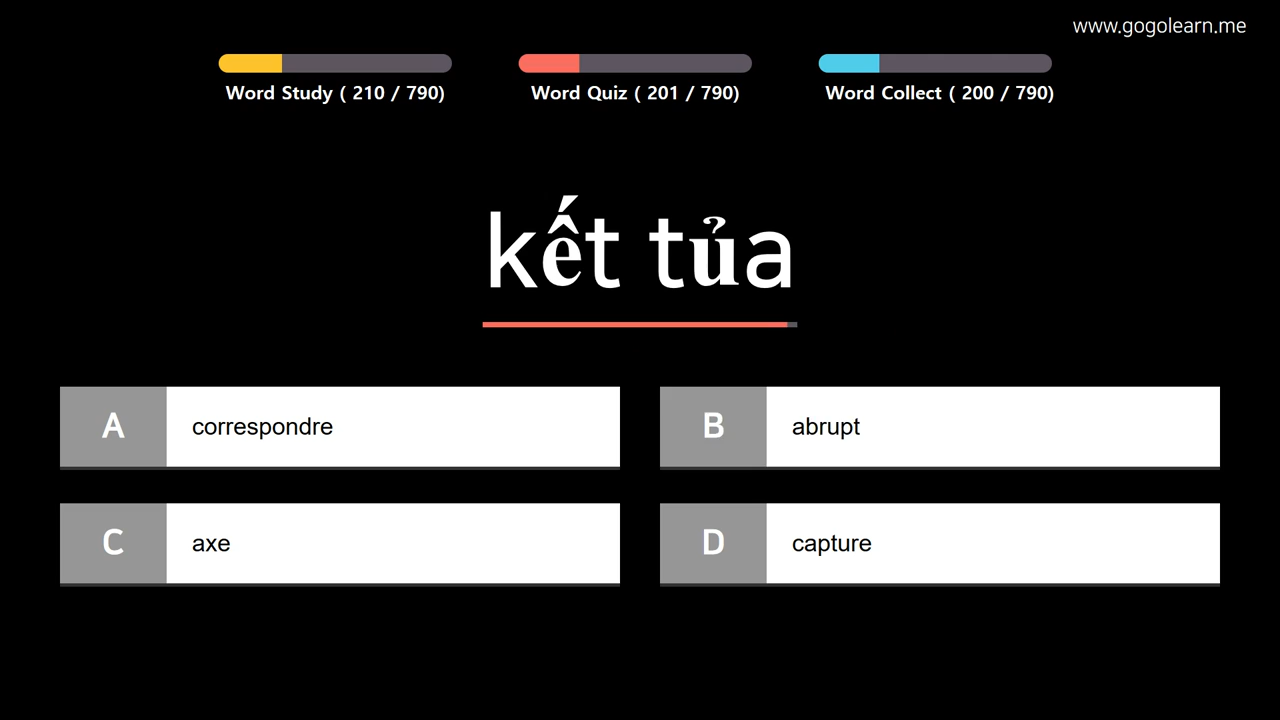 www.gogolearn.me
Word Study ( 210 / 790)
Word Quiz ( 201 / 790)
Word Collect ( 200 / 790)
kết tủa
A correspondre
B abrupt
C axe
D capture